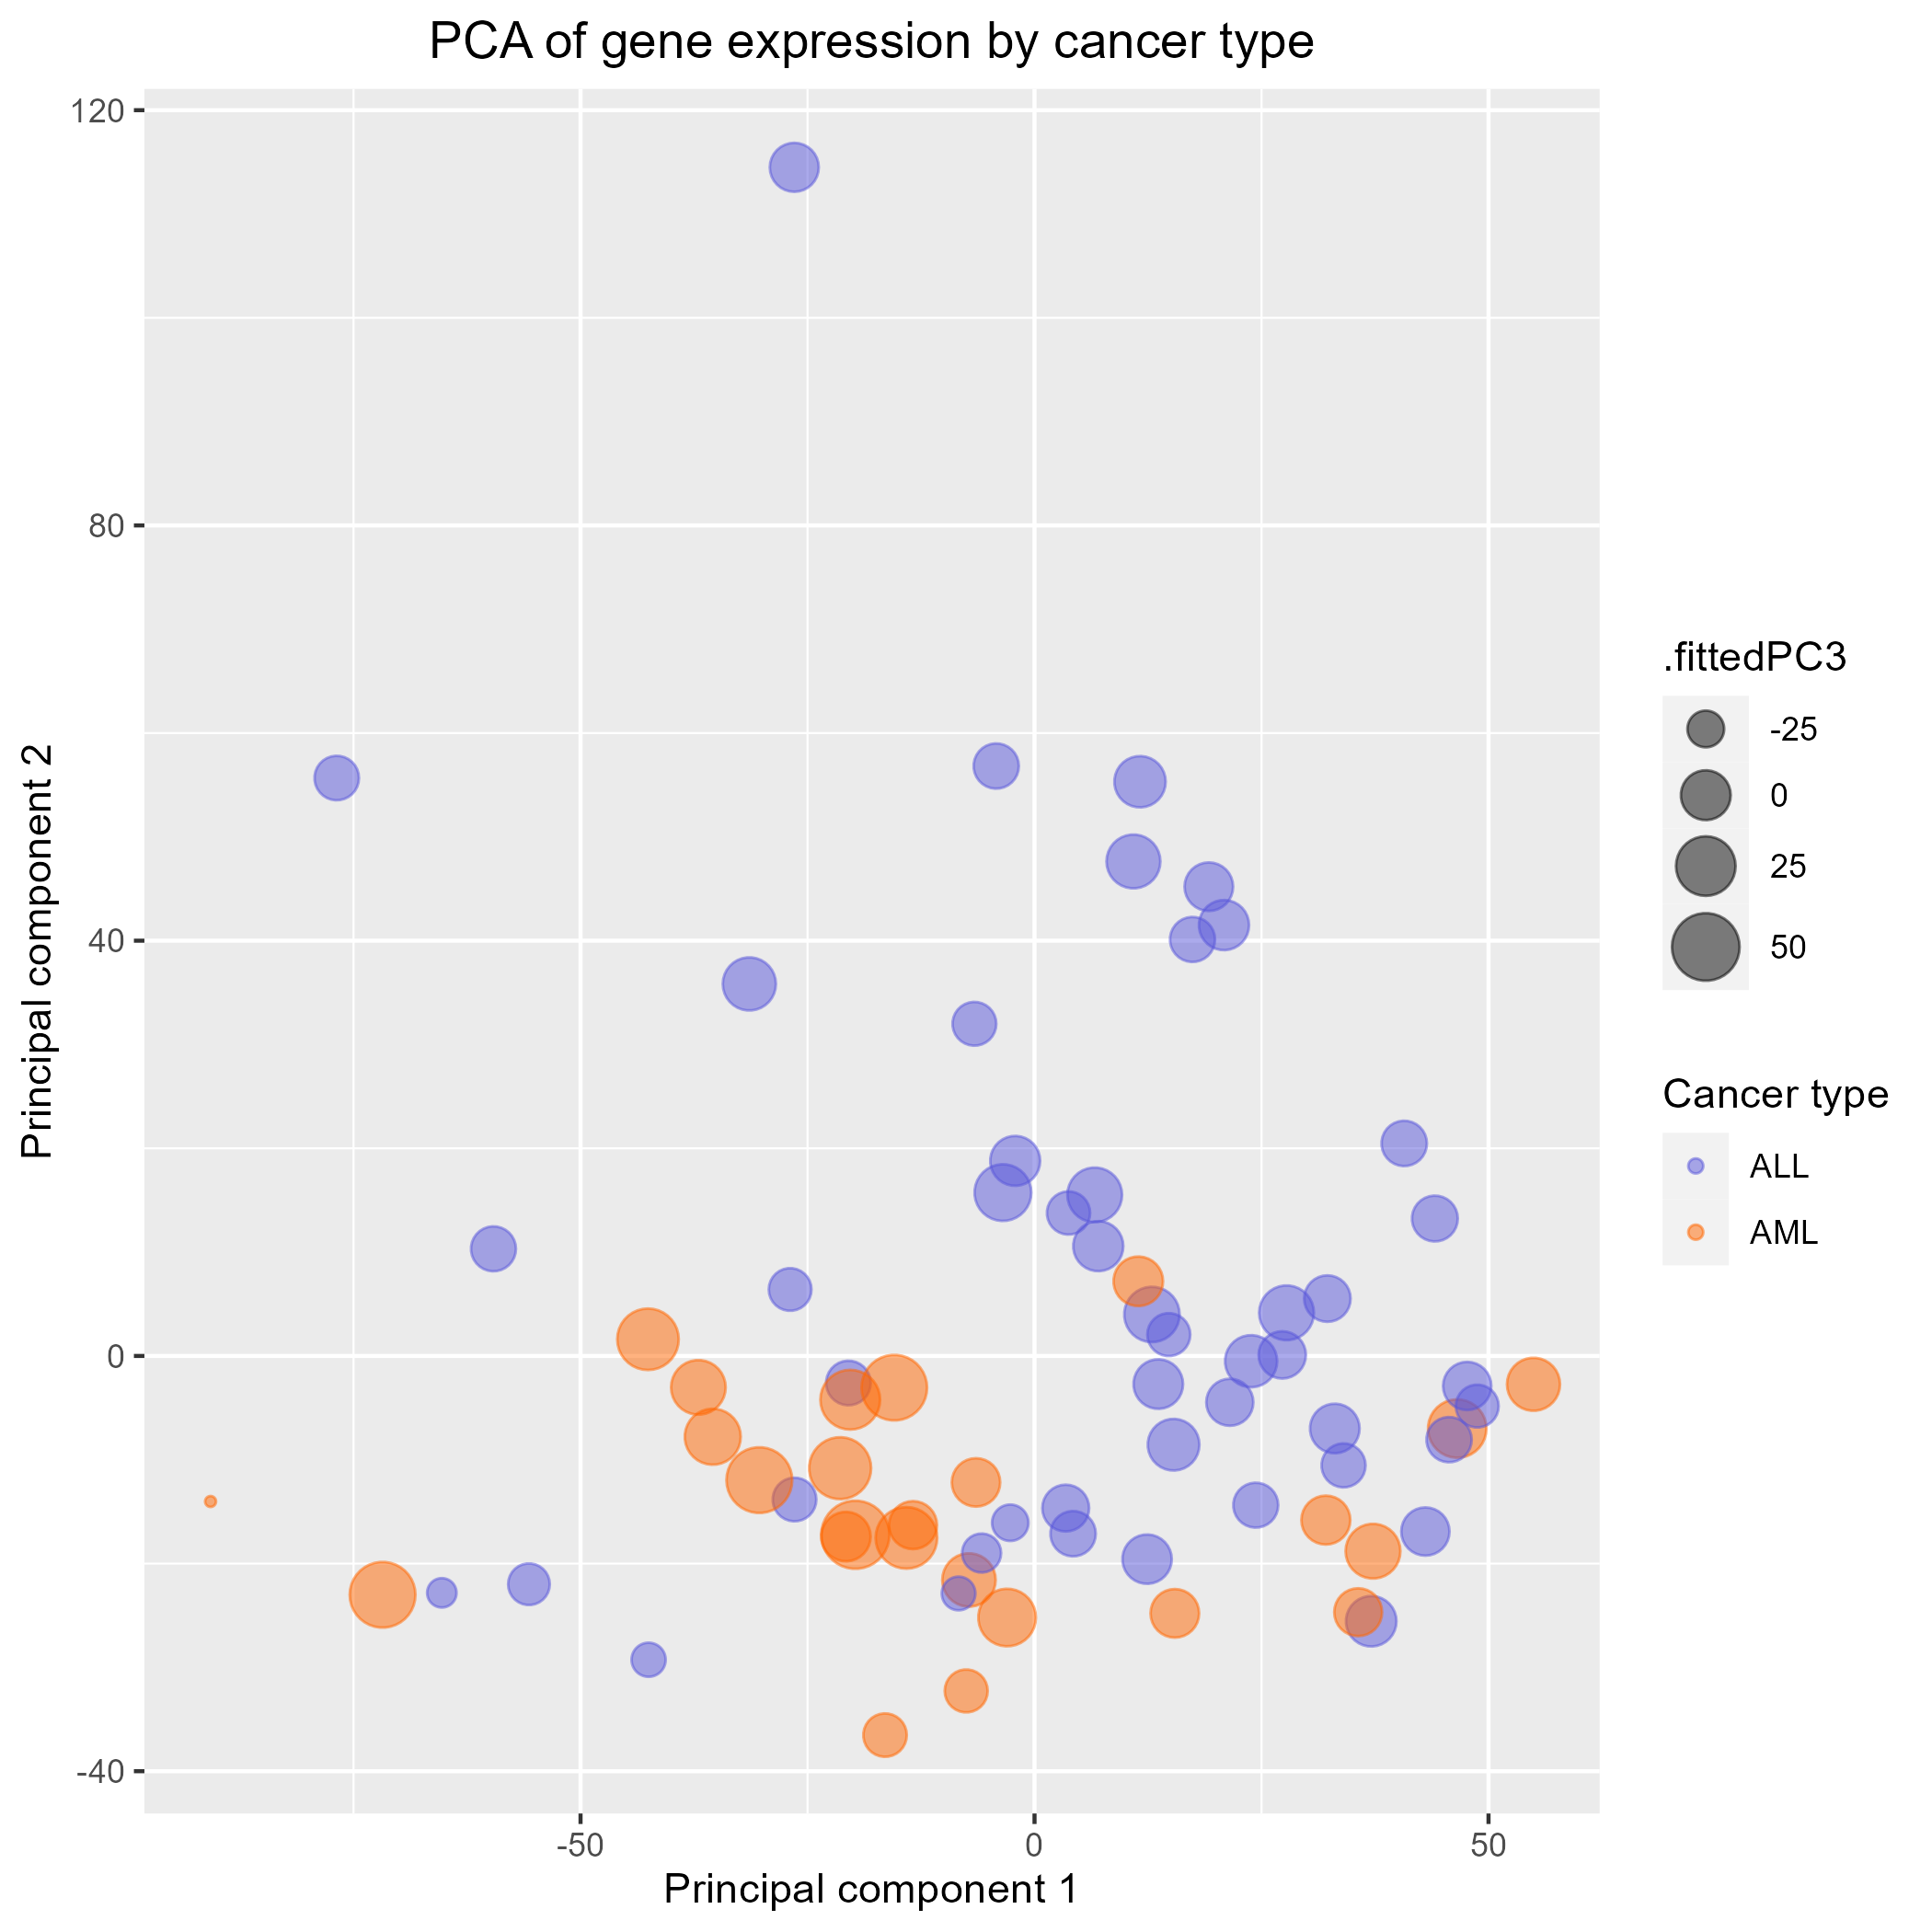 PCA of gene expression by cancer type
120
80
40
0
-40
Principal component 2
-50
0
50
Principal component 1
.fittedPC3
-25
0
25
50
Cancer type
ALL
AML